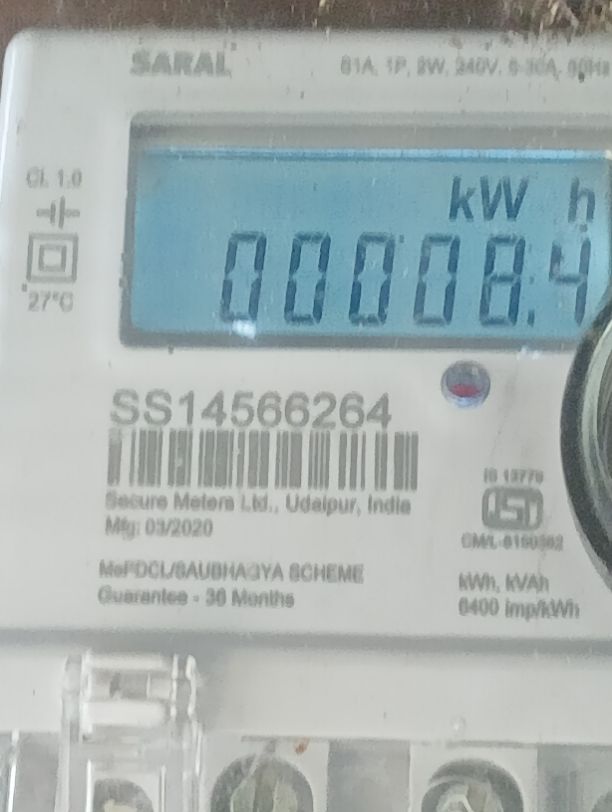 SARAL
S1A, 1P, 2W, 240V, 5-30A, 50Hz
CL 1.0
27°C
kW h
00008.4
SS14566264
Secure Meters Ltd., Udaipur, India
Mfg: 03/2020
IS 13779
ISI
MePDCL/SAUBHAGYA SCHEME
Guarantee - 36 Months
kWh, kVAh
6400 imp/kWh